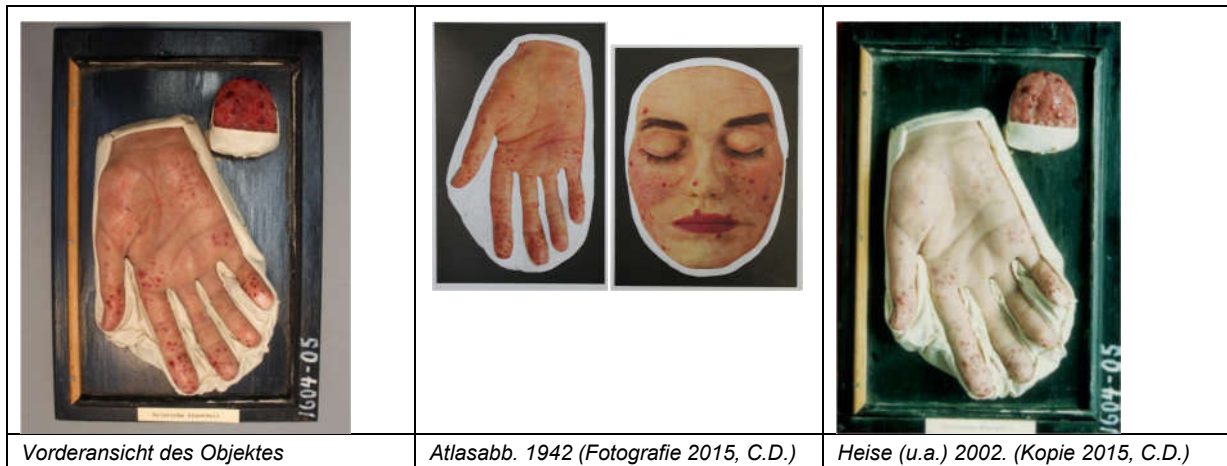 1604-05
1604-05
Vorderansicht des Objektes
Atlasabb. 1942 (Fotografie 2015, C.D.)
Heise (u.a.) 2002. (Kopie 2015, C.D.)